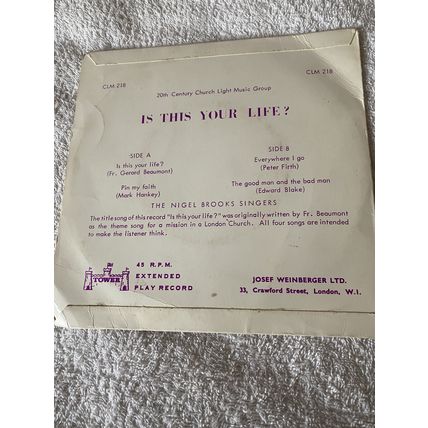 CLM 218
CLM 218
20th Century Church Light Music Group
IS THIS YOUR LIFE?
SIDE A
Is this your life?
(Fr. Gerard Beaumont)
Pin my faith
(Mark Hankey)
SIDE B
Everywhere I go
(Peter Firth)
The good man and the bad man
(Edward Blake)
THE NIGEL BROOKS SINGERS
The title song of this record "Is this your life?" was originally written by Fr. Beaumont
as the theme song for a mission in a London Church. All four songs are intended
to make the listener think.
TOWER
45 R.P.M.
EXTENDED
PLAY RECORD
JOSEF WEINBERGER LTD.
33, Crawford Street, London, W.1.